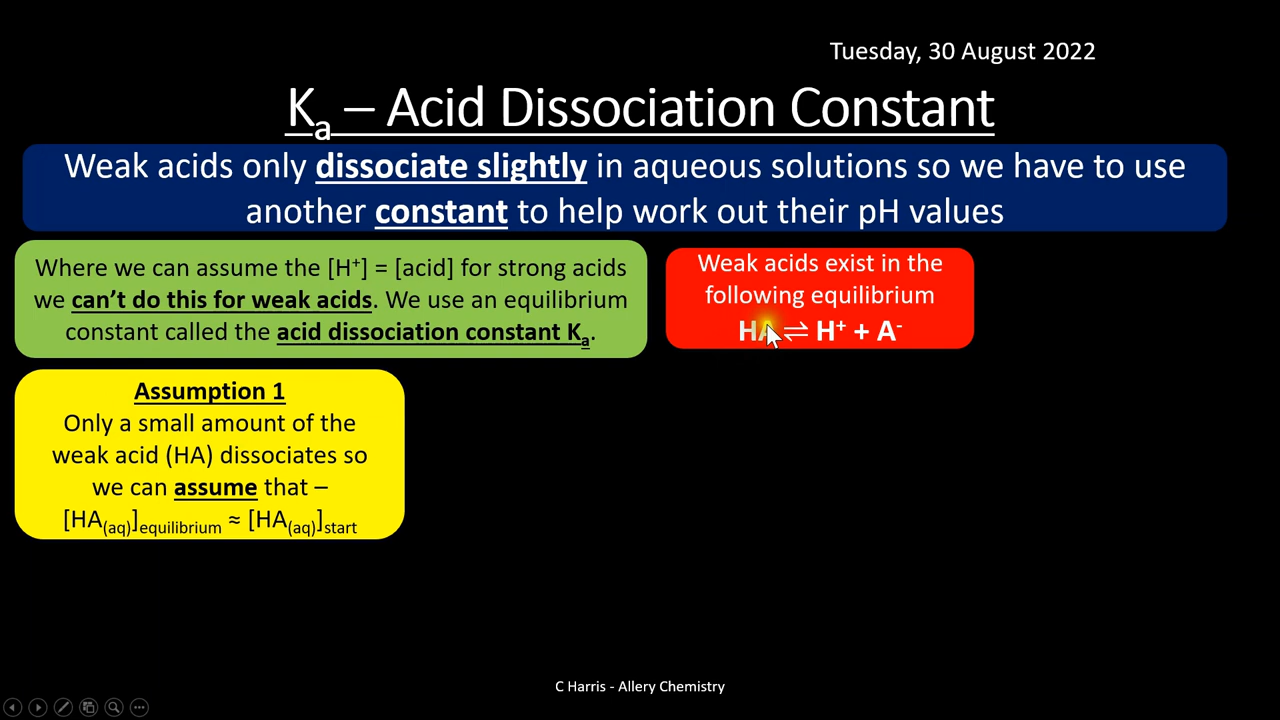 Tuesday, 30 August 2022
Kₐ – Acid Dissociation Constant
Weak acids only dissociate slightly in aqueous solutions so we have to use
another constant to help work out their pH values
Where we can assume the [H⁺] = [acid] for strong acids
we can’t do this for weak acids. We use an equilibrium
constant called the acid dissociation constant Kₐ.
Weak acids exist in the
following equilibrium
HA ⇌ H⁺ + A⁻
Assumption 1
Only a small amount of the
weak acid (HA) dissociates so
we can assume that –
[HA(aq)]equilibrium ≈ [HA(aq)]start
C Harris - Allery Chemistry